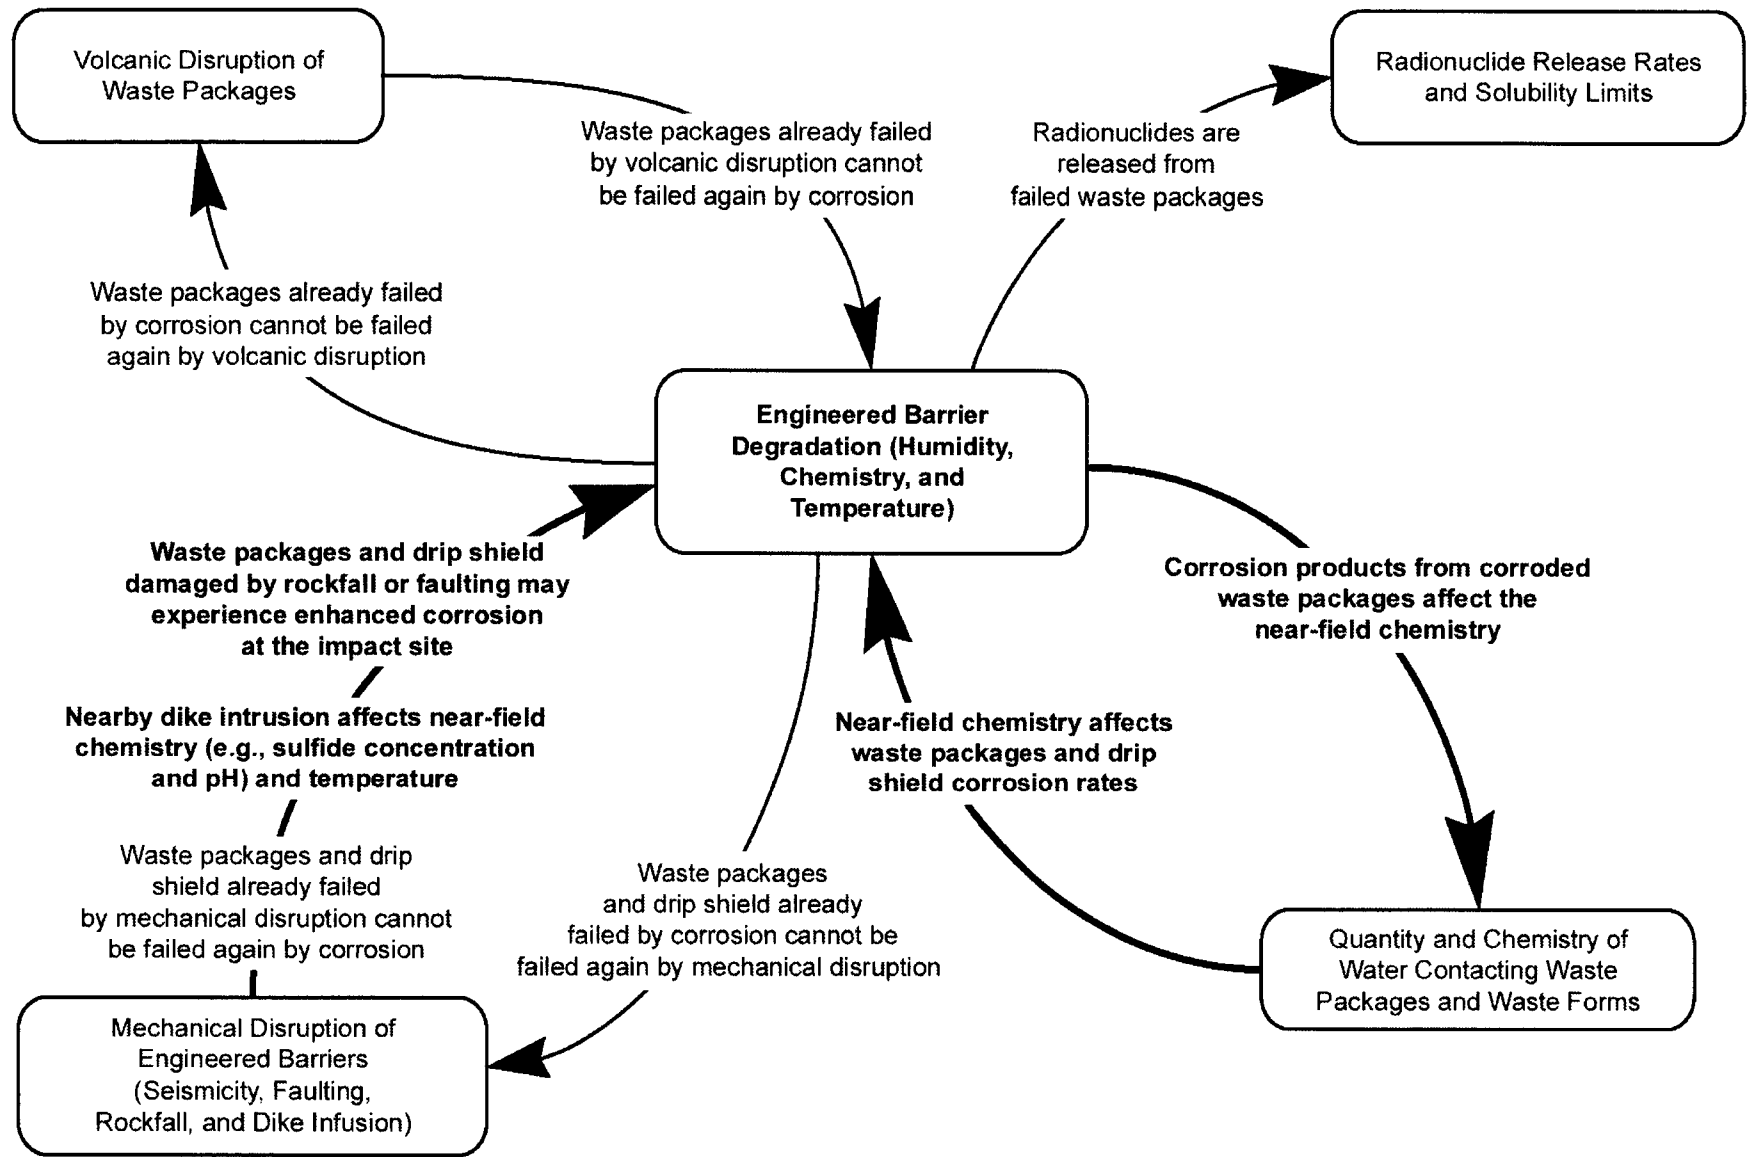 Volcanic Disruption of
Waste Packages
Radionuclide Release Rates
and Solubility Limits
Waste packages already failed
by volcanic disruption cannot
be failed again by corrosion
Radionuclides are
released from
failed waste packages
Waste packages already failed
by corrosion cannot be failed
again by volcanic disruption
Engineered Barrier
Degradation (Humidity,
Chemistry, and
Temperature)
Waste packages and drip shield
damaged by rockfall or faulting may
experience enhanced corrosion
at the impact site
Corrosion products from corroded
waste packages affect the
near-field chemistry
Nearby dike intrusion affects near-field
chemistry (e.g., sulfide concentration
and pH) and temperature
Near-field chemistry affects
waste packages and drip
shield corrosion rates
Waste packages and drip
shield already failed
by mechanical disruption cannot
be failed again by corrosion
Waste packages
and drip shield already
failed by corrosion cannot be
failed again by mechanical disruption
Quantity and Chemistry of
Water Contacting Waste
Packages and Waste Forms
Mechanical Disruption of
Engineered Barriers
(Seismicity, Faulting,
Rockfall, and Dike Infusion)